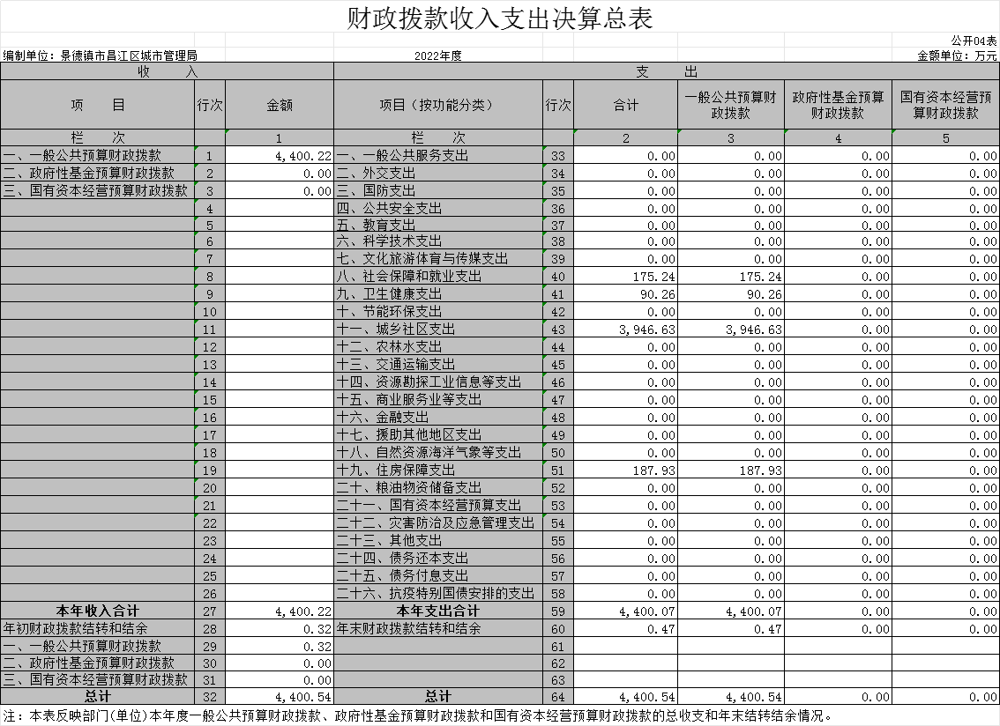 财政拨款收入支出决算总表
公开04表
编制单位：景德镇市昌江区城市管理局 2022年度 金额单位：万元
收 入 支 出
项 目 行次 金额 项目（按功能分类） 行次 合计 一般公共预算财政拨款 政府性基金预算财政拨款 国有资本经营预算财政拨款
栏 次 1 栏 次 2 3 4 5
一、一般公共预算财政拨款 1 4,400.22 一、一般公共服务支出 33 0.00 0.00 0.00 0.00
二、政府性基金预算财政拨款 2 0.00 二、外交支出 34 0.00 0.00 0.00 0.00
三、国有资本经营预算财政拨款 3 0.00 三、国防支出 35 0.00 0.00 0.00 0.00
4 四、公共安全支出 36 0.00 0.00 0.00 0.00
5 五、教育支出 37 0.00 0.00 0.00 0.00
6 六、科学技术支出 38 0.00 0.00 0.00 0.00
7 七、文化旅游体育与传媒支出 39 0.00 0.00 0.00 0.00
8 八、社会保障和就业支出 40 175.24 175.24 0.00 0.00
9 九、卫生健康支出 41 90.26 90.26 0.00 0.00
10 十、节能环保支出 42 0.00 0.00 0.00 0.00
11 十一、城乡社区支出 43 3,946.63 3,946.63 0.00 0.00
12 十二、农林水支出 44 0.00 0.00 0.00 0.00
13 十三、交通运输支出 45 0.00 0.00 0.00 0.00
14 十四、资源勘探工业信息等支出 46 0.00 0.00 0.00 0.00
15 十五、商业服务业等支出 47 0.00 0.00 0.00 0.00
16 十六、金融支出 48 0.00 0.00 0.00 0.00
17 十七、援助其他地区支出 49 0.00 0.00 0.00 0.00
18 十八、自然资源海洋气象等支出 50 0.00 0.00 0.00 0.00
19 十九、住房保障支出 51 187.93 187.93 0.00 0.00
20 二十、粮油物资储备支出 52 0.00 0.00 0.00 0.00
21 二十一、国有资本经营预算支出 53 0.00 0.00 0.00 0.00
22 二十二、灾害防治及应急管理支出 54 0.00 0.00 0.00 0.00
23 二十三、其他支出 55 0.00 0.00 0.00 0.00
24 二十四、债务还本支出 56 0.00 0.00 0.00 0.00
25 二十五、债务付息支出 57 0.00 0.00 0.00 0.00
26 二十六、抗疫特别国债安排的支出 58 0.00 0.00 0.00 0.00
本年收入合计 27 4,400.22 本年支出合计 59 4,400.07 4,400.07 0.00 0.00
年初财政拨款结转和结余 28 0.32 年末财政拨款结转和结余 60 0.47 0.47 0.00 0.00
一、一般公共预算财政拨款 29 0.32 61
二、政府性基金预算财政拨款 30 0.00 62
三、国有资本经营预算财政拨款 31 0.00 63
总计 32 4,400.54 总计 64 4,400.54 4,400.54 0.00 0.00
注：本表反映部门(单位)本年度一般公共预算财政拨款、政府性基金预算财政拨款和国有资本经营预算财政拨款的总收支和年末结转结余情况。